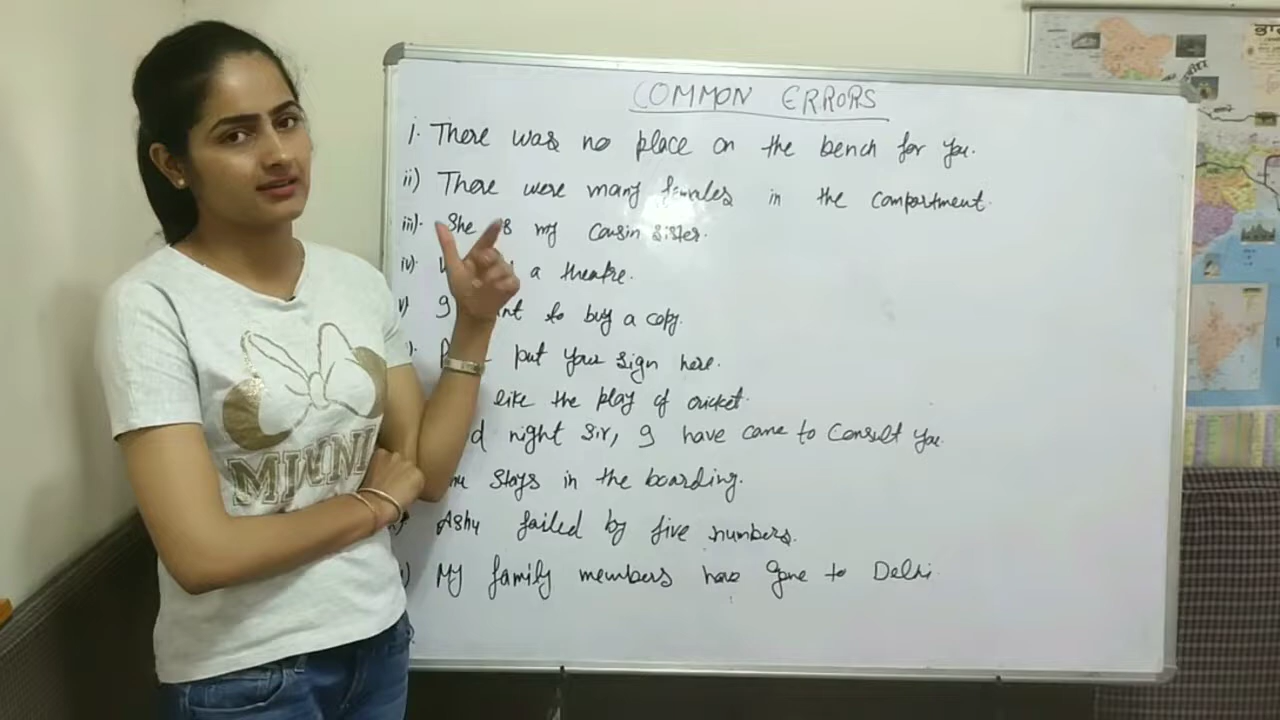 COMMON ERRORS
i. There was no place on the bench for you.
ii) There were many females in the compartment.
iii). She is my cousin sister.
iv). a theatre.
v) I to buy a copy.
put your sign here.
like the play of cricket.
night Sir, I have come to consult you.
stays in the boarding.
Ashu failed by five numbers.
My family members have gone to Delhi.
MINNI